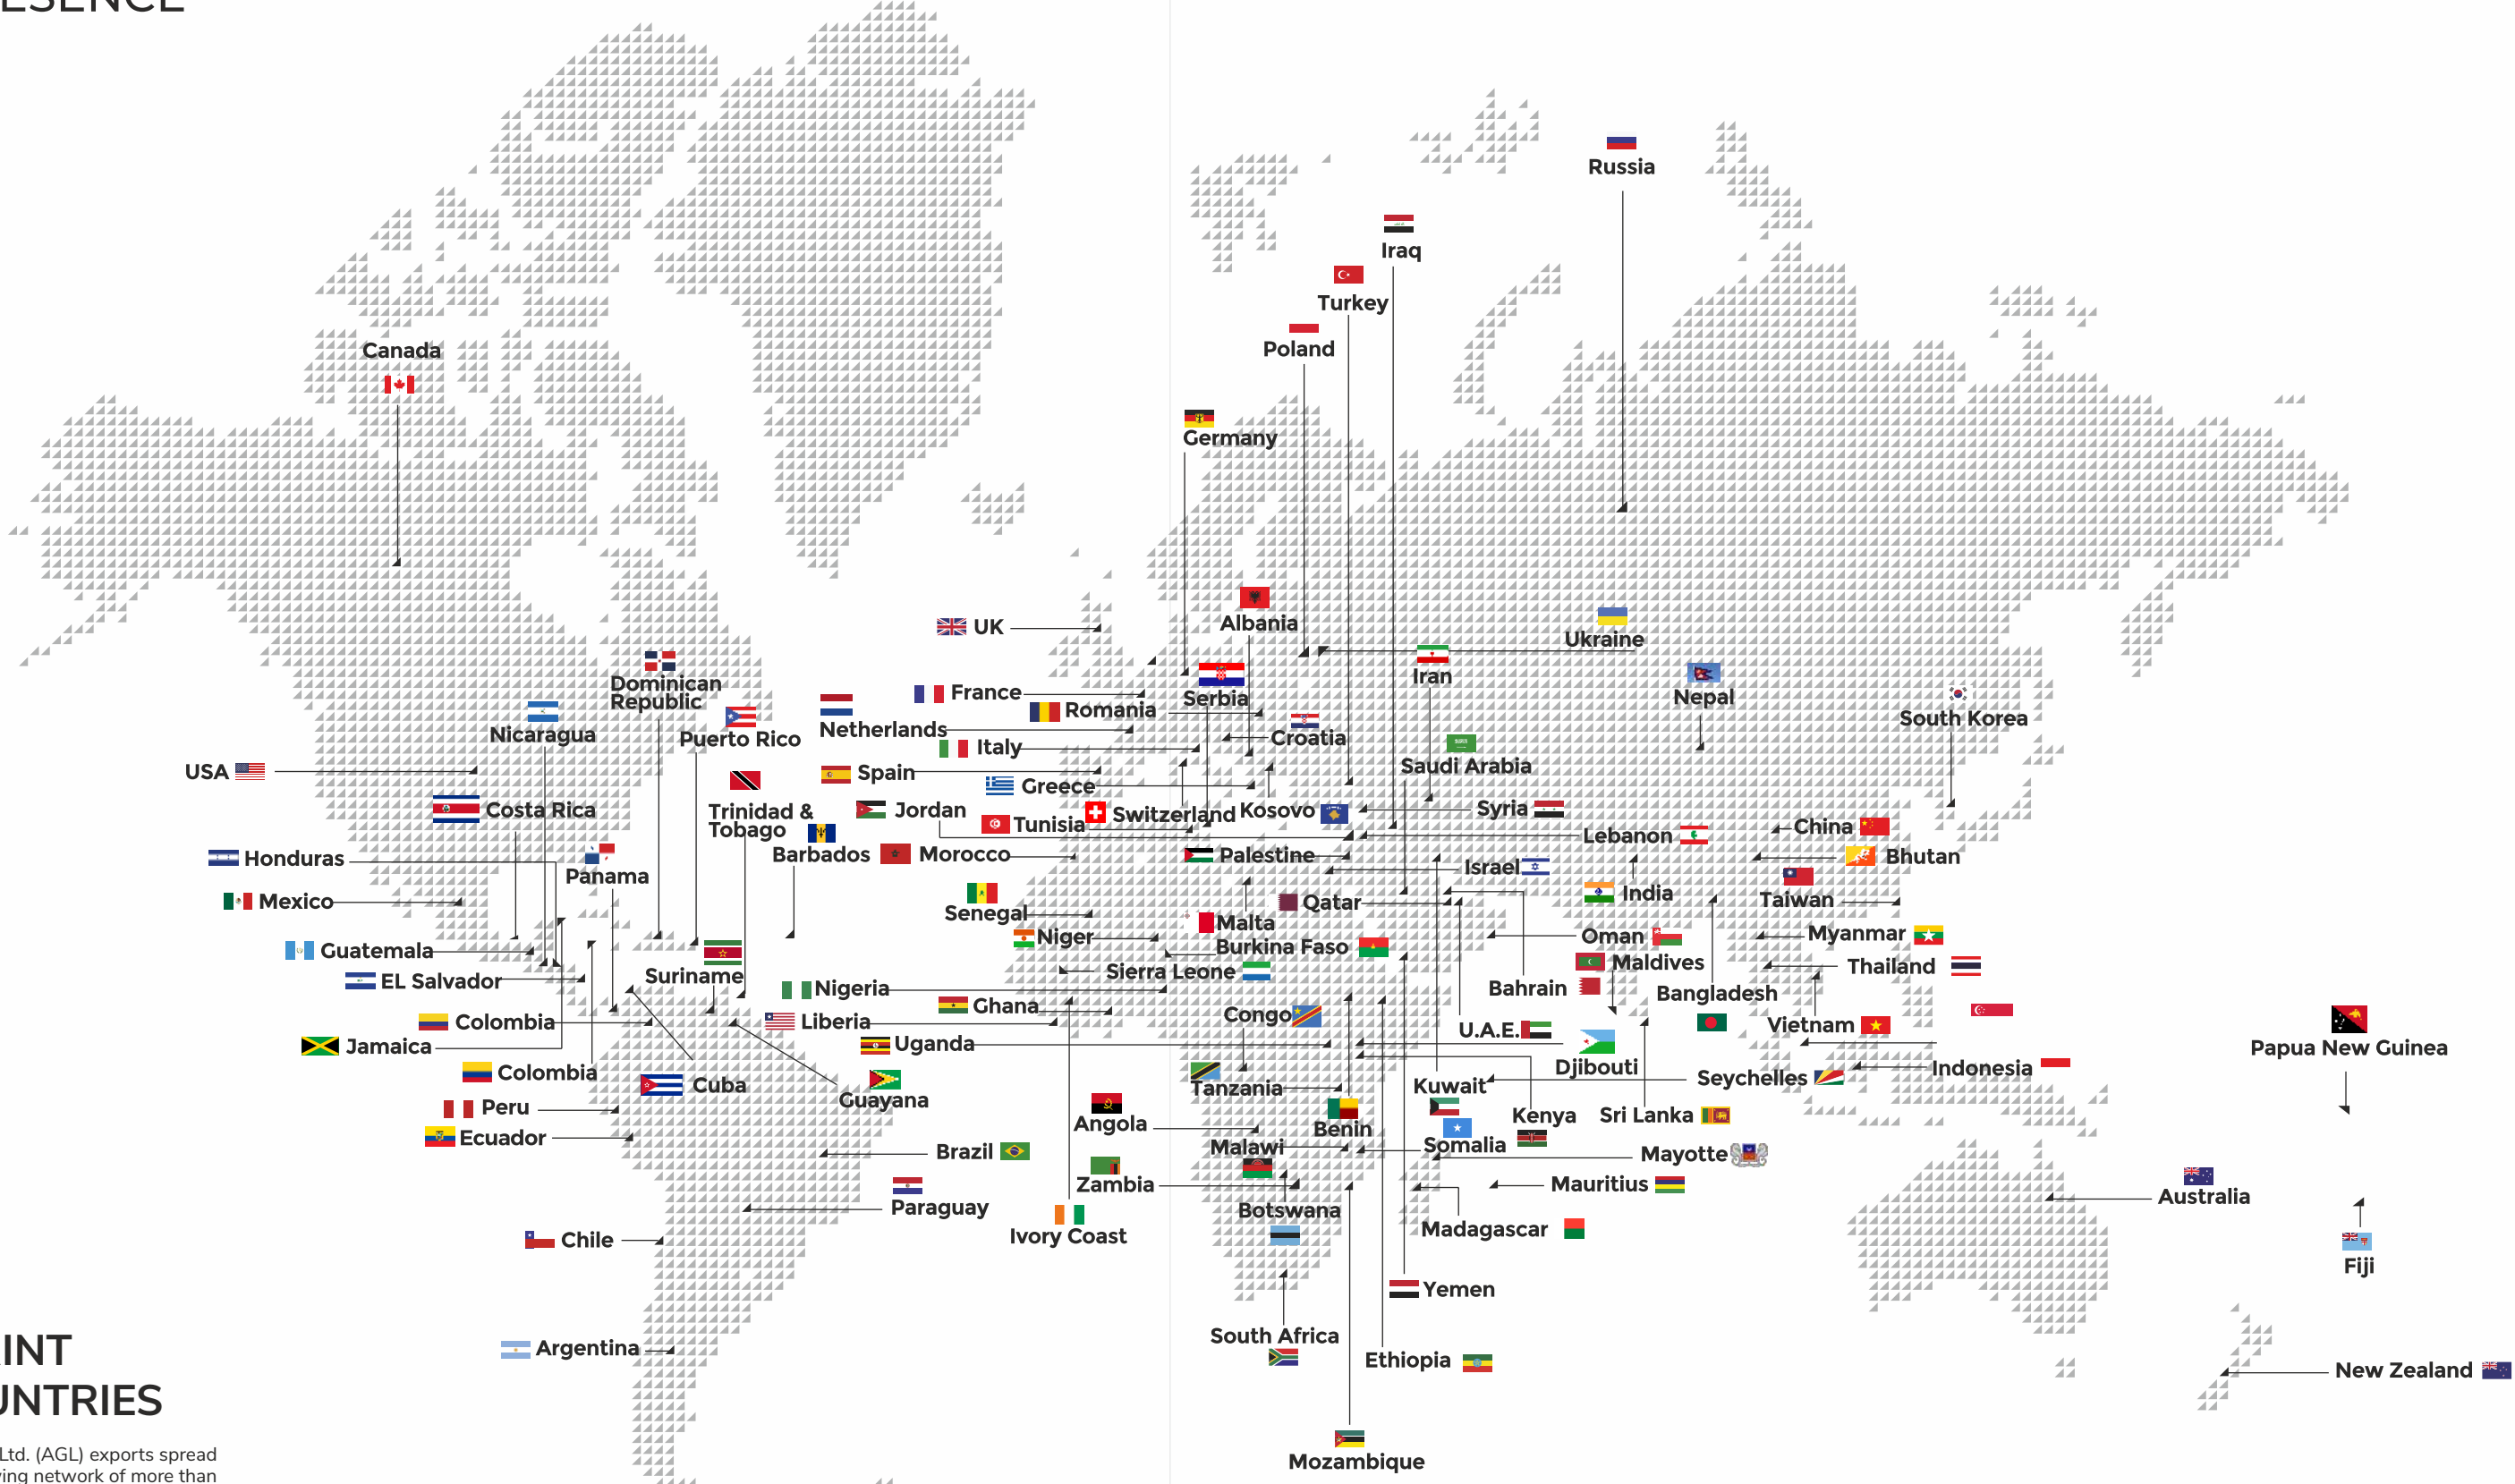 ESENCE
Russia
Iraq
Turkey
Poland
Canada
Germany
Albania
UK
Ukraine
Iran
Dominican
Republic
France
Serbia
Nepal
Romania
South Korea
Nicaragua
Puerto Rico
Netherlands
Croatia
Italy
Saudi Arabia
USA
Spain
Greece
Costa Rica
Trinidad &
Tobago
Jordan
Switzerland
Kosovo
Syria
Tunisia
China
Lebanon
Honduras
Barbados
Morocco
Palestine
Bhutan
Israel
Panama
India
Mexico
Qatar
Taiwan
Senegal
Malta
Niger
Oman
Myanmar
Guatemala
Burkina Faso
Maldives
Thailand
EL Salvador
Suriname
Sierra Leone
Nigeria
Bahrain
Bangladesh
Ghana
Congo
Colombia
Liberia
U.A.E.
Vietnam
Jamaica
Uganda
Papua New Guinea
Djibouti
Indonesia
Colombia
Cuba
Tanzania
Kuwait
Seychelles
Guayana
Peru
Kenya
Sri Lanka
Angola
Benin
Ecuador
Malawi
Somalia
Brazil
Mayotte
Zambia
Mauritius
Australia
Paraguay
Botswana
Madagascar
Ivory Coast
Chile
Fiji
Yemen
South Africa
Argentina
Ethiopia
New Zealand
INT
UNTRIES
Mozambique
Ltd. (AGL) exports spread
ing network of more than